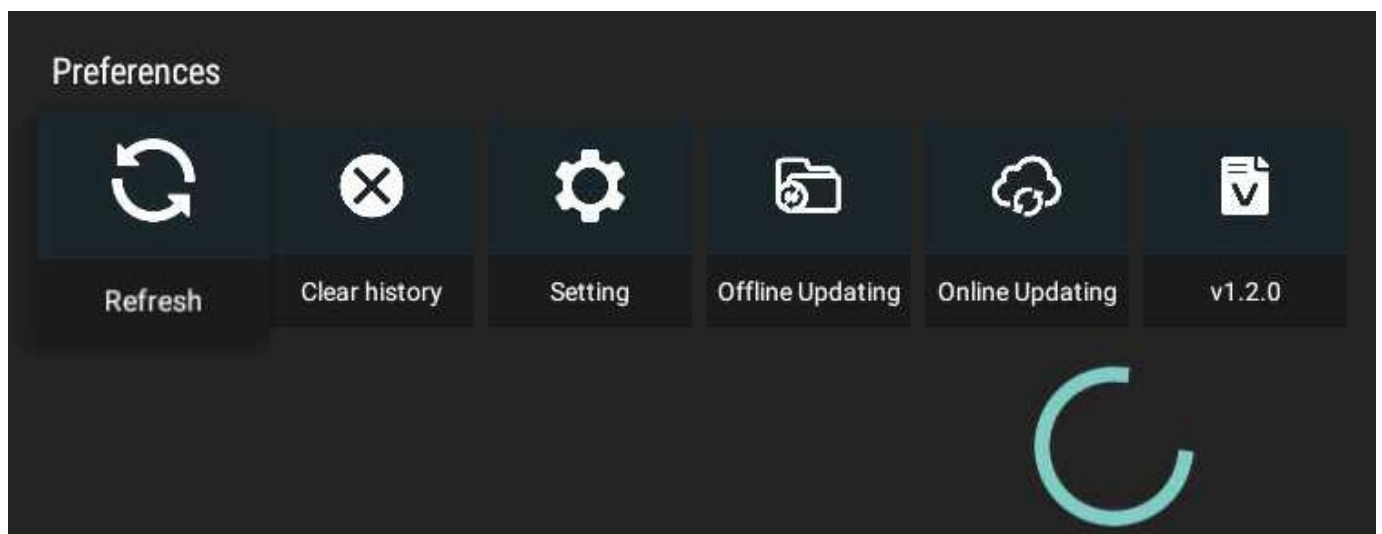 Preferences
V
Refresh
Clear history
Setting
Offline Updating
Online Updating
v1.2.0